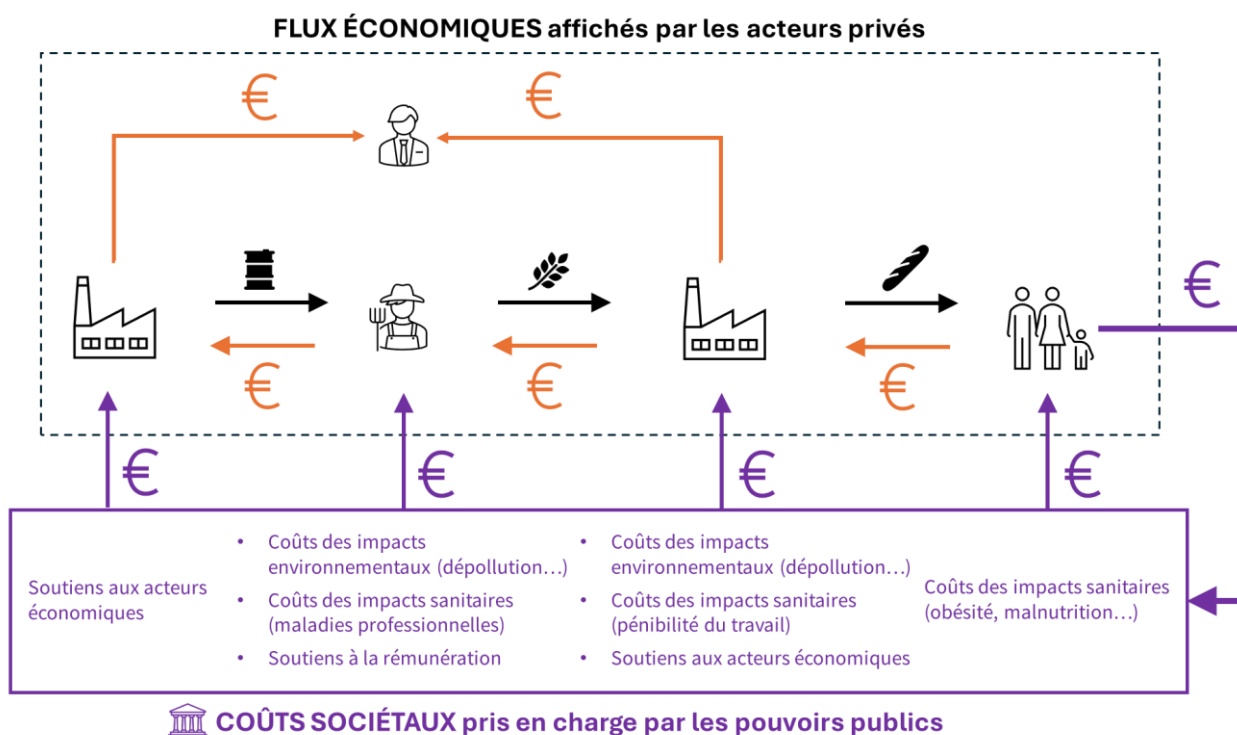 FLUX ÉCONOMIQUES affichés par les acteurs privés
€
€
€
€
€
€
€
€
€
€
Soutiens aux acteurs
économiques
• Coûts des impacts
environnementaux (dépollution…)
• Coûts des impacts sanitaires
(maladies professionnelles)
• Soutiens à la rémunération
• Coûts des impacts
environnementaux (dépollution…)
• Coûts des impacts sanitaires
(pénibilité du travail)
• Soutiens aux acteurs économiques
Coûts des impacts sanitaires
(obésité, malnutrition…)
COÛTS SOCIÉTAUX pris en charge par les pouvoirs publics